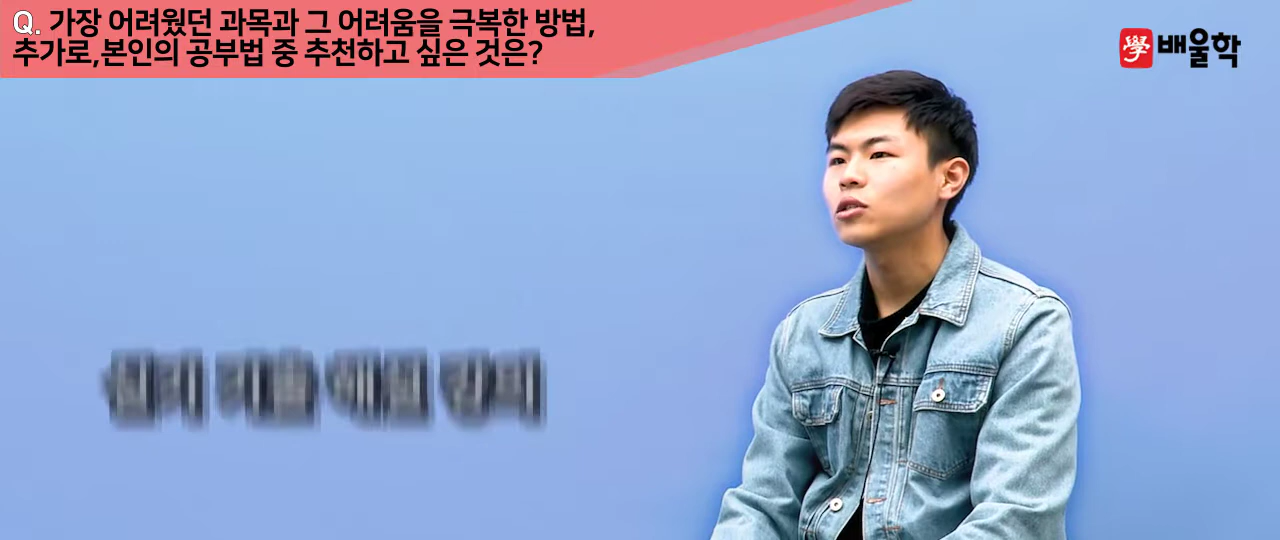 Q. 가장 어려웠던 과목과 그 어려움을 극복한 방법,
추가로,본인의 공부법 중 추천하고 싶은 것은?
學 배울학